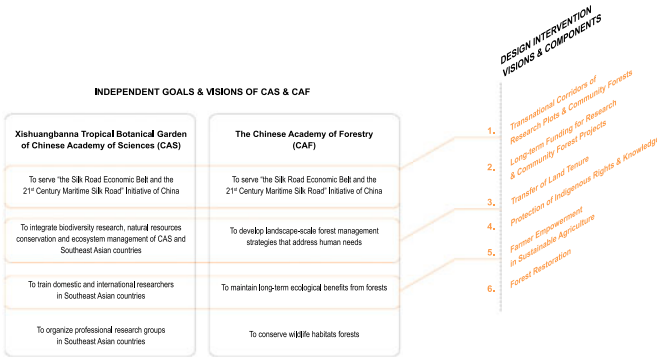 DESIGN INTERVENTION
VISIONS & COMPONENTS
INDEPENDENT GOALS & VISIONS OF CAS & CAF
Xishuangbanna Tropical Botanical Garden
of Chinese Academy of Sciences (CAS)
To serve “the Silk Road Economic Belt and the
21st Century Maritime Silk Road” Initiative of China
To integrate biodiversity research, natural resources
conservation and ecosystem management of CAS and
Southeast Asian countries
To train domestic and international researchers
in Southeast Asian countries
To organize professional research groups
in Southeast Asian countries
The Chinese Academy of Forestry
(CAF)
To serve “the Silk Road Economic Belt and the
21st Century Maritime Silk Road” Initiative of China
To develop landscape-scale forest management
strategies that address human needs
To maintain long-term ecological benefits from forests
To conserve wildlife habitats forests
1. Transnational Corridors of
Research Plots & Community Forests
2. Long-term Funding for Research
& Community Forest Projects
3. Transfer of Land Tenure
4. Protection of Indigenous Rights & Knowledge
5. Farmer Empowerment
in Sustainable Agriculture
6. Forest Restoration